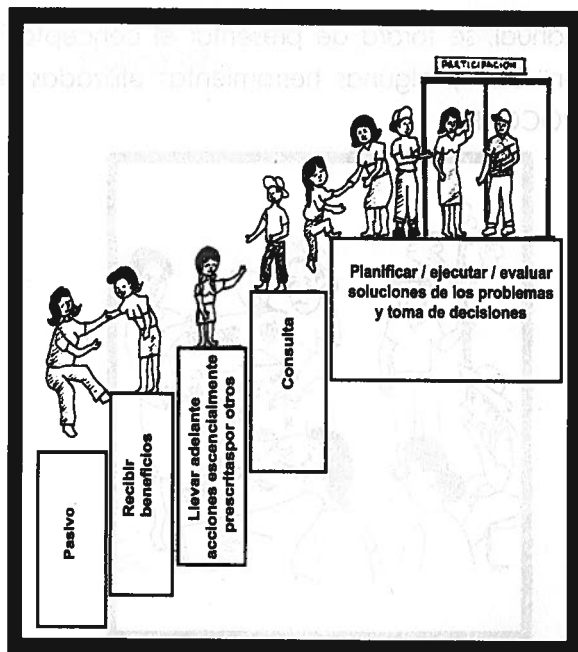 PARTICIPACIÓN
Planificar / ejecutar / evaluar
soluciones de los problemas
y toma de decisiones
Consulta
Llevar adelante
acciones escencialmente
prescritaspor otros
Recibir
beneficios
Pasivo